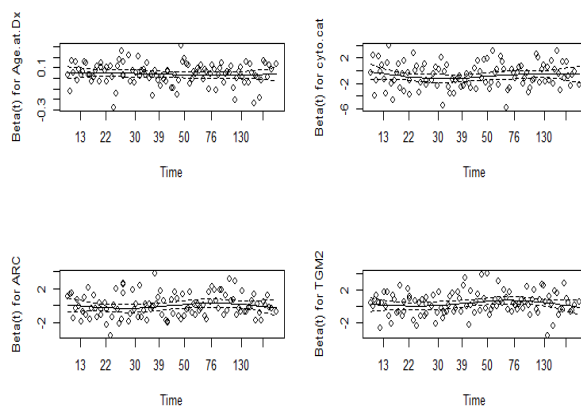 Beta(t) for Age.at.Dx
0.1
-0.3
13 22 30 39 50 76 130
Time
Beta(t) for cyto.cat
2
-2
-6
13 22 30 39 50 76 130
Time
Beta(t) for ARC
2
-2
13 22 30 39 50 76 130
Time
Beta(t) for TGM2
2
0
-2
13 22 30 39 50 76 130
Time